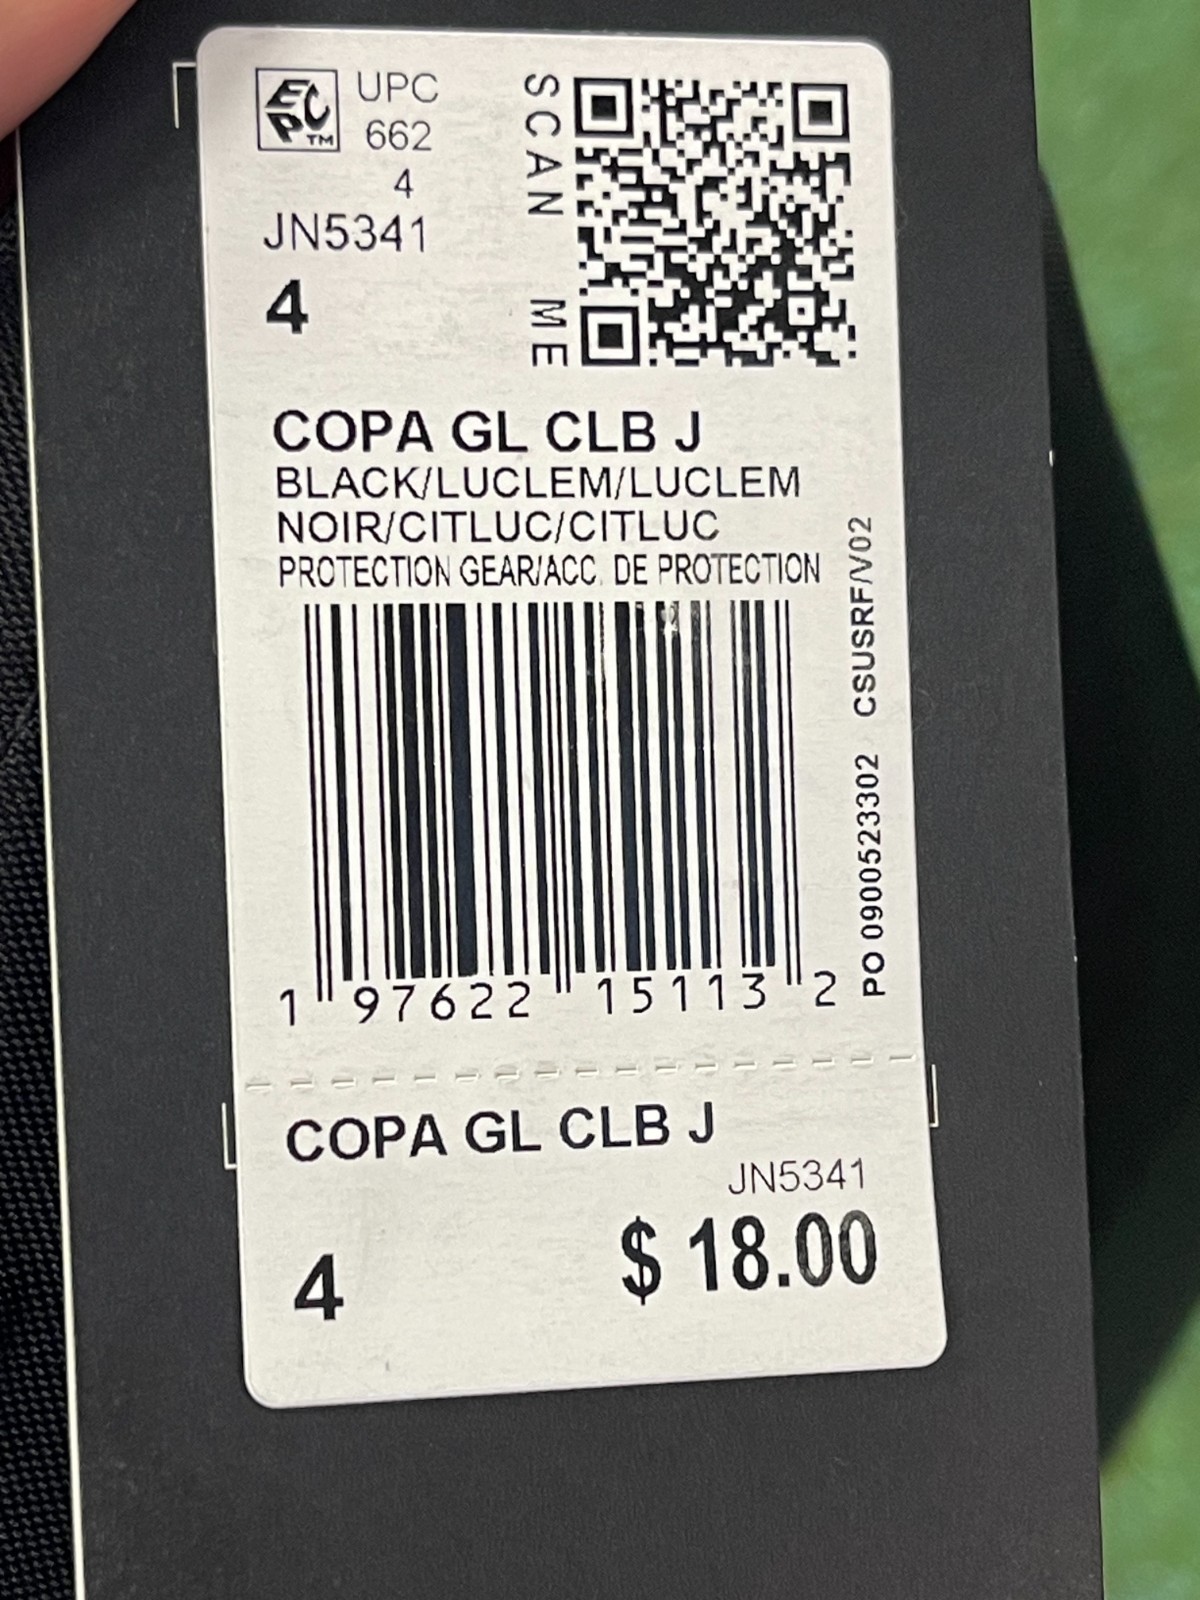 EPC™
UPC
662
4
JN5341
4
SCAN ME
COPA GL CLB J
BLACK/LUCLEM/LUCLEM
NOIR/CITLUC/CITLUC
PROTECTION GEAR/ACC. DE PROTECTION
PO 0900523302 CSUSRF/V02
1 97622 15113 2
COPA GL CLB J
JN5341
4 $ 18.00